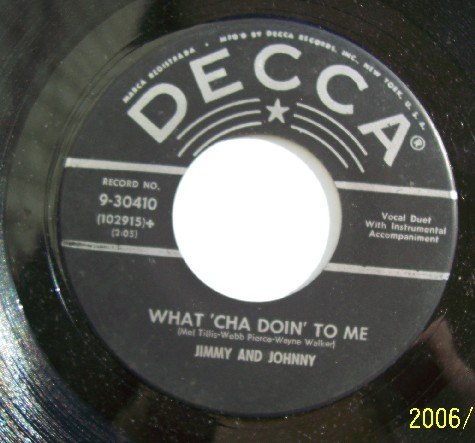 MARCA REGISTRADA • MFD BY DECCA RECORDS, INC., NEW YORK, U.S.A.
DECCA®
RECORD NO.
9-30410
(102915)+
(2:05)
Vocal Duet
With Instrumental
Accompaniment
WHAT 'CHA DOIN' TO ME
(Mel Tillis-Webb Pierce-Wayne Walker)
JIMMY AND JOHNNY
2006/